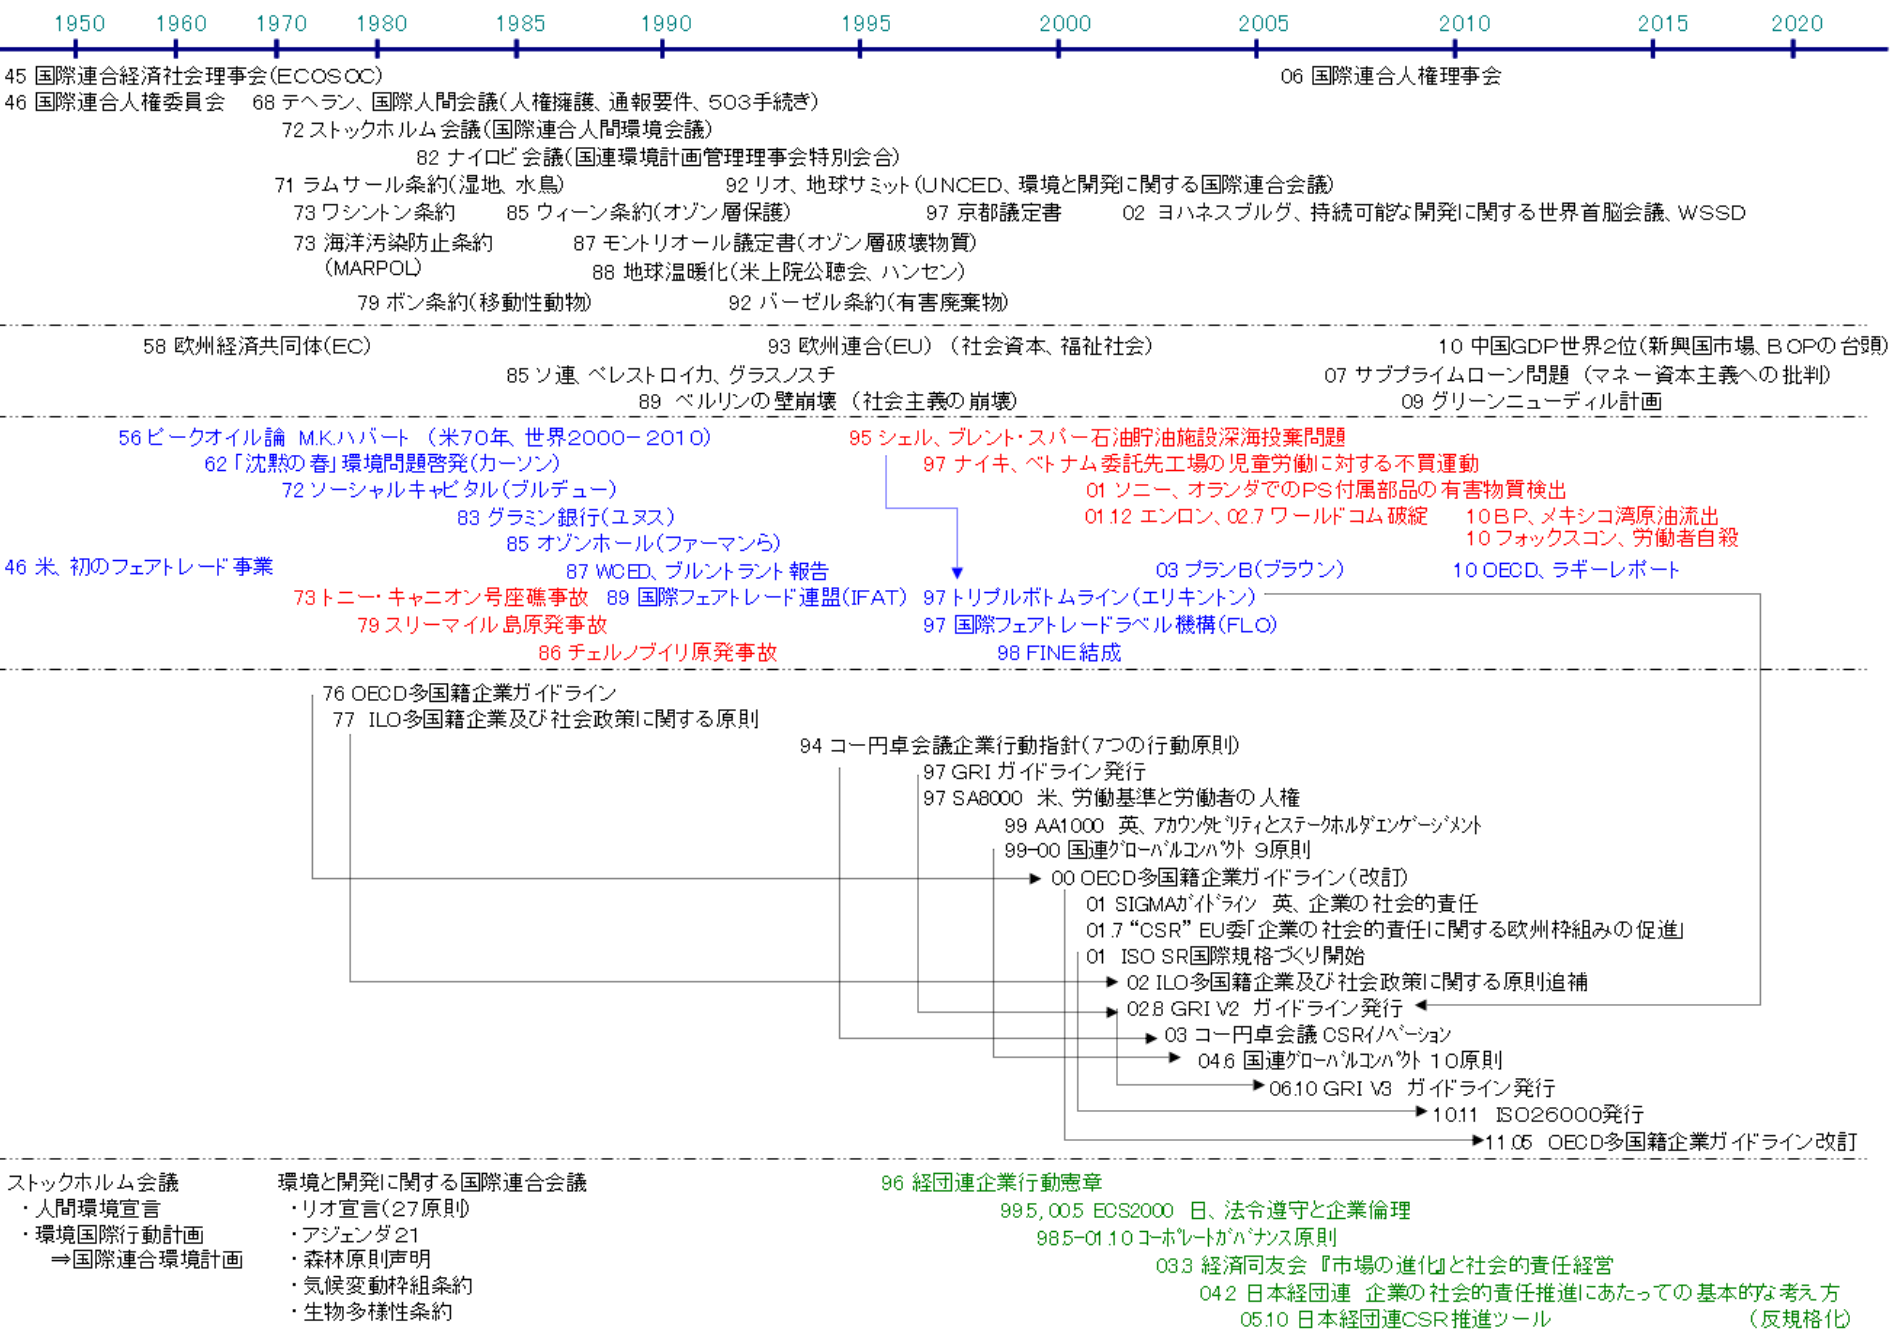 1950 1960 1970 1980 1985 1990 1995 2000 2005 2010 2015 2020
45 国際連合経済社会理事会(ECOSOC) 06 国際連合人権理事会
46 国際連合人権委員会 68 テヘラン、国際人間会議(人権擁護、通報要件、503手続き)
72 ストックホルム会議(国際連合人間環境会議)
82 ナイロビ会議(国連環境計画管理理事会特別会合)
71 ラムサール条約(湿地、水鳥) 92 リオ、地球サミット(UNCED、環境と開発に関する国際連合会議)
73 ワシントン条約 85 ウィーン条約(オゾン層保護) 97 京都議定書 02 ヨハネスブルグ、持続可能な開発に関する世界首脳会議、WSSD
73 海洋汚染防止条約 87 モントリオール議定書(オゾン層破壊物質)
(MARPOL) 88 地球温暖化(米上院公聴会、ハンセン)
79 ボン条約(移動性動物) 92 バーゼル条約(有害廃棄物)
58 欧州経済共同体(EC) 93 欧州連合(EU) (社会資本、福祉社会) 10 中国GDP世界2位(新興国市場、BOPの台頭)
85 ソ連、ペレストロイカ、グラスノスチ 07 サブプライムローン問題 (マネー資本主義への批判)
89 ベルリンの壁崩壊 (社会主義の崩壊) 09 グリーンニューディル計画
56 ピークオイル論 M.K.ハバート (米70年、世界2000-2010) 95 シェル、ブレント・スパー石油貯油施設深海投棄問題
62 「沈黙の春」環境問題啓発(カーソン) 97 ナイキ、ベトナム委託先工場の児童労働に対する不買運動
72 ソーシャルキャピタル(ブルデュー) 01 ソニー、オランダでのPS付属部品の有害物質検出
83 グラミン銀行(ユヌス) 01.12 エンロン、02.7 ワールドコム破綻 10 BP、メキシコ湾原油流出
85 オゾンホール(ファーマンら) 10 フォックスコン、労働者自殺
46 米、初のフェアトレード事業 87 WCED、ブルントラント報告 03 プランB(ブラウン) 10 OECD、ラギーレポート
73 トニー・キャニオン号座礁事故 89 国際フェアトレード連盟(IFAT) 97 トリプルボトムライン(エリキントン)
79 スリーマイル島原発事故 97 国際フェアトレードラベル機構(FLO)
86 チェルノブイリ原発事故 98 FINE結成
76 OECD多国籍企業ガイドライン
77 ILO多国籍企業及び社会政策に関する原則
94 コー円卓会議企業行動指針(7つの行動原則)
97 GRI ガイドライン発行
97 SA8000 米、労働基準と労働者の人権
99 AA1000 英、アカウンタビリティとステークホルダエンゲージメント
99-00 国連グローバルコンパクト 9原則
00 OECD多国籍企業ガイドライン(改訂)
01 SIGMAガイドライン 英、企業の社会的責任
01.7 “CSR” EU委「企業の社会的責任に関する欧州枠組みの促進」
01 ISO SR国際規格づくり開始
02 ILO多国籍企業及び社会政策に関する原則追補
02.8 GRI V2 ガイドライン発行
03 コー円卓会議 CSRイノベーション
04.6 国連グローバルコンパクト 10原則
06.10 GRI V3 ガイドライン発行
10.11 ISO26000発行
11.05 OECD多国籍企業ガイドライン改訂
ストックホルム会議 環境と開発に関する国際連合会議 96 経団連企業行動憲章
・人間環境宣言 ・リオ宣言(27原則) 99.5, 00.5 ECS2000 日、法令遵守と企業倫理
・環境国際行動計画 ・アジェンダ21 98.5-01.10 コーポレートガバナンス原則
⇒国際連合環境計画 ・森林原則声明 03.3 経済同友会 『市場の進化』と社会的責任経営
・気候変動枠組条約 04.2 日本経団連 企業の社会的責任推進にあたっての基本的な考え方
・生物多様性条約 05.10 日本経団連CSR推進ツール (反規格化)